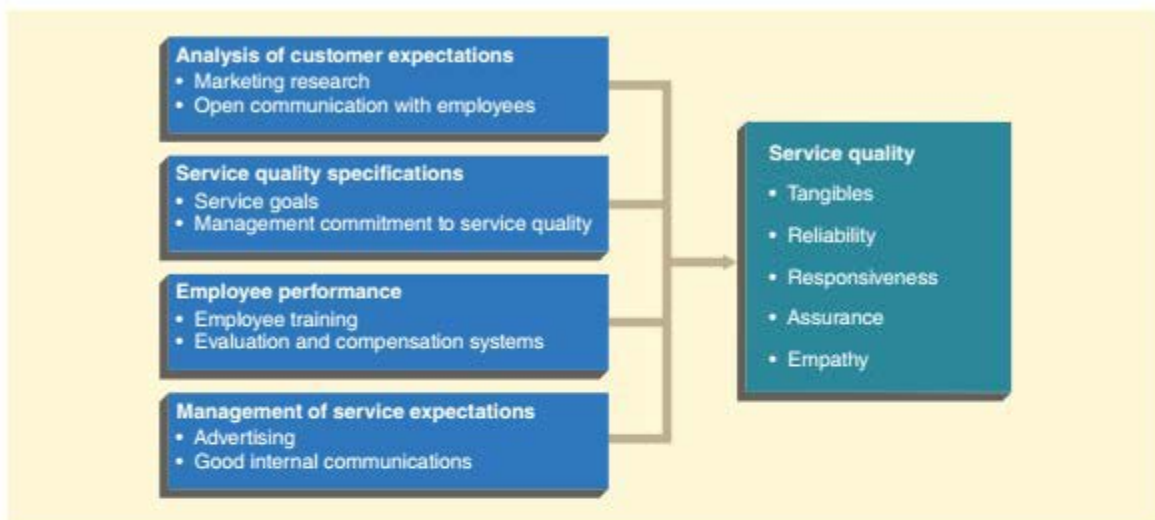 Analysis of customer expectations
• Marketing research
• Open communication with employees
Service quality specifications
• Service goals
• Management commitment to service quality
Employee performance
• Employee training
• Evaluation and compensation systems
Management of service expectations
• Advertising
• Good internal communications
Service quality
• Tangibles
• Reliability
• Responsiveness
• Assurance
• Empathy